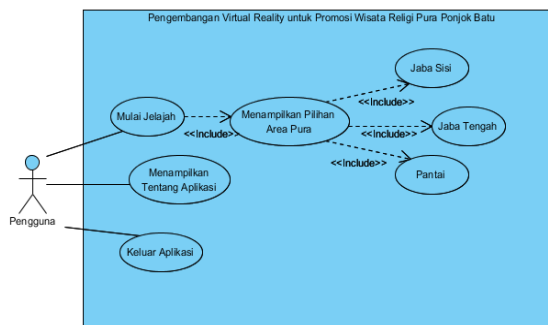 Pengembangan Virtual Reality untuk Promosi Wisata Religi Pura Ponjok Batu
Jaba Sisi
<<Include>>
Mulai Jelajah
<<Include>>
Menampilkan Pilihan
Area Pura
<<Include>>
Jaba Tengah
<<Include>>
Pantai
Menampilkan
Tentang Aplikasi
Pengguna
Keluar Aplikasi